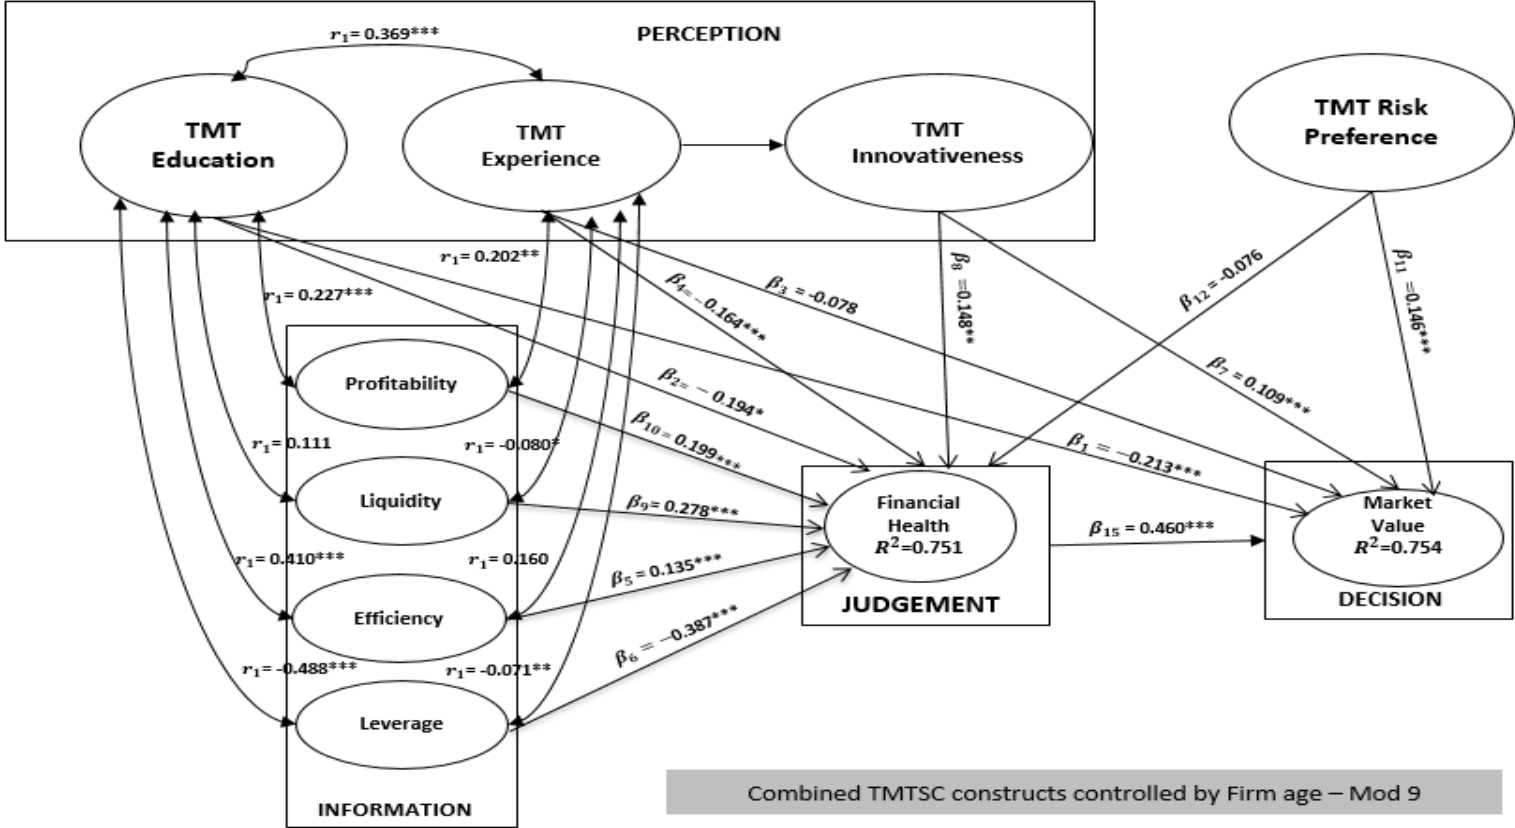 r₁= 0.369***
PERCEPTION
TMT
Education
TMT
Experience
TMT
Innovativeness
TMT Risk
Preference
r₁= 0.202**
r₁= 0.227***
β₄= -0.164***
β₃ = -0.078
β₈ =0.148**
β₁₂ = -0.076
β₁₁ =0.146***
Profitability
β₂= − 0.194*
β₇ = 0.109***
β₁₀ = 0.199***
r₁= 0.111
r₁= -0.080*
β₁ = −0.213***
Liquidity
β₉= 0.278***
Financial
Health
R²=0.751
JUDGEMENT
β₁₅ = 0.460***
Market
Value
R²=0.754
DECISION
r₁= 0.410***
r₁= 0.160
β₅ = 0.135***
Efficiency
β₆ = −0.387***
r₁= -0.488***
r₁= -0.071**
Leverage
INFORMATION
Combined TMTSC constructs controlled by Firm age – Mod 9